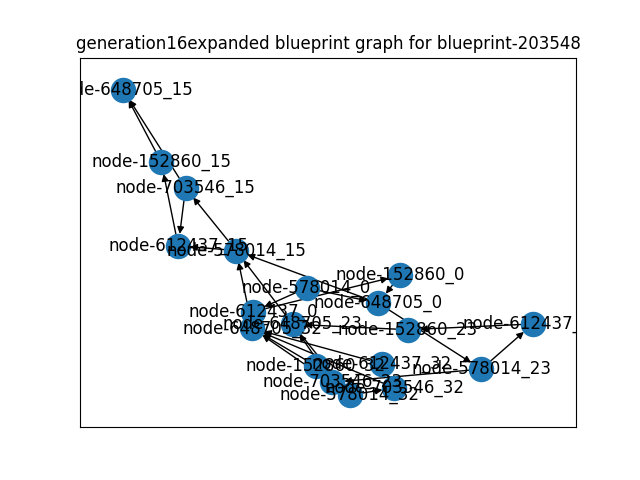 generation16expanded blueprint graph for blueprint-203548
le-648705_15
node-152860_15
node-703546_15
node-612437_15
node-578014_15
node-152860_0
node-578014_0
node-648705_0
node-612437_0
node-648705_23
node-612437_
node-648705_32
node-152860_23
node-612437_32
node-152860_32
node-578014_23
node-703546_23
node-703546_32
node-578014_32